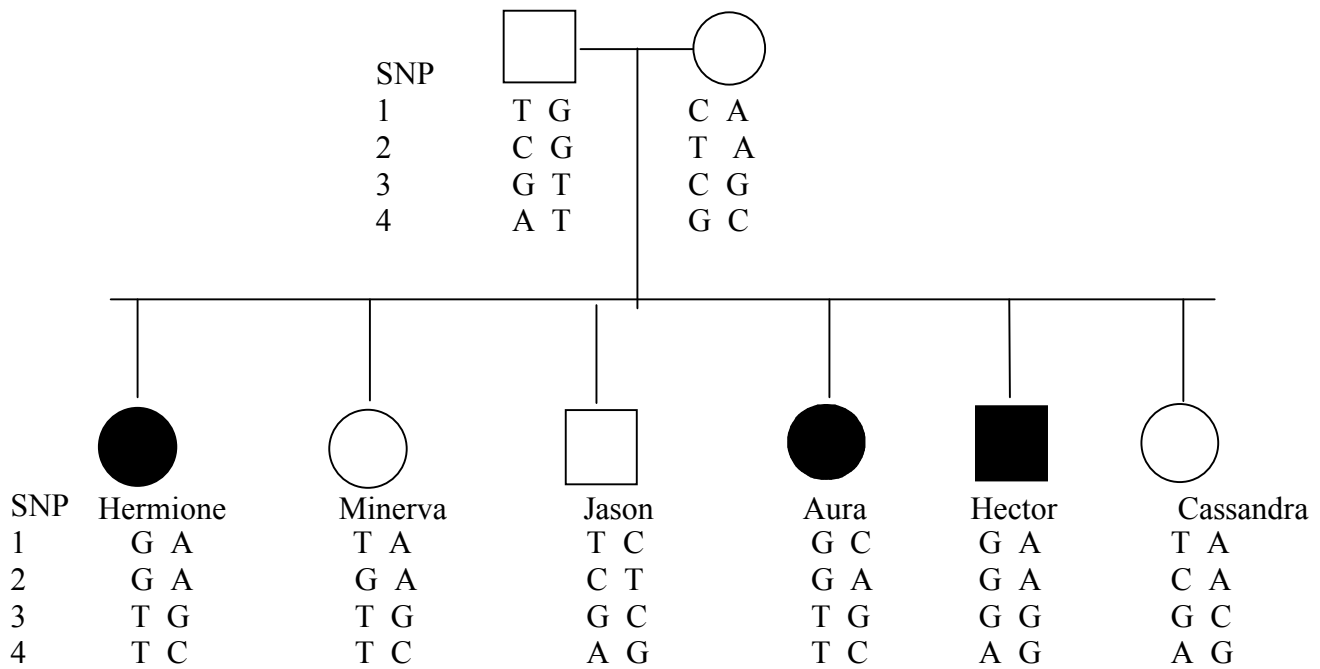 SNP
1 T G C A
2 C G T A
3 G T C G
4 A T G C
SNP Hermione Minerva Jason Aura Hector Cassandra
1 G A T A T C G C G A T A
2 G A G A C T G A G A C A
3 T G T G G C T G G G G C
4 T C T C A G T C A G A G